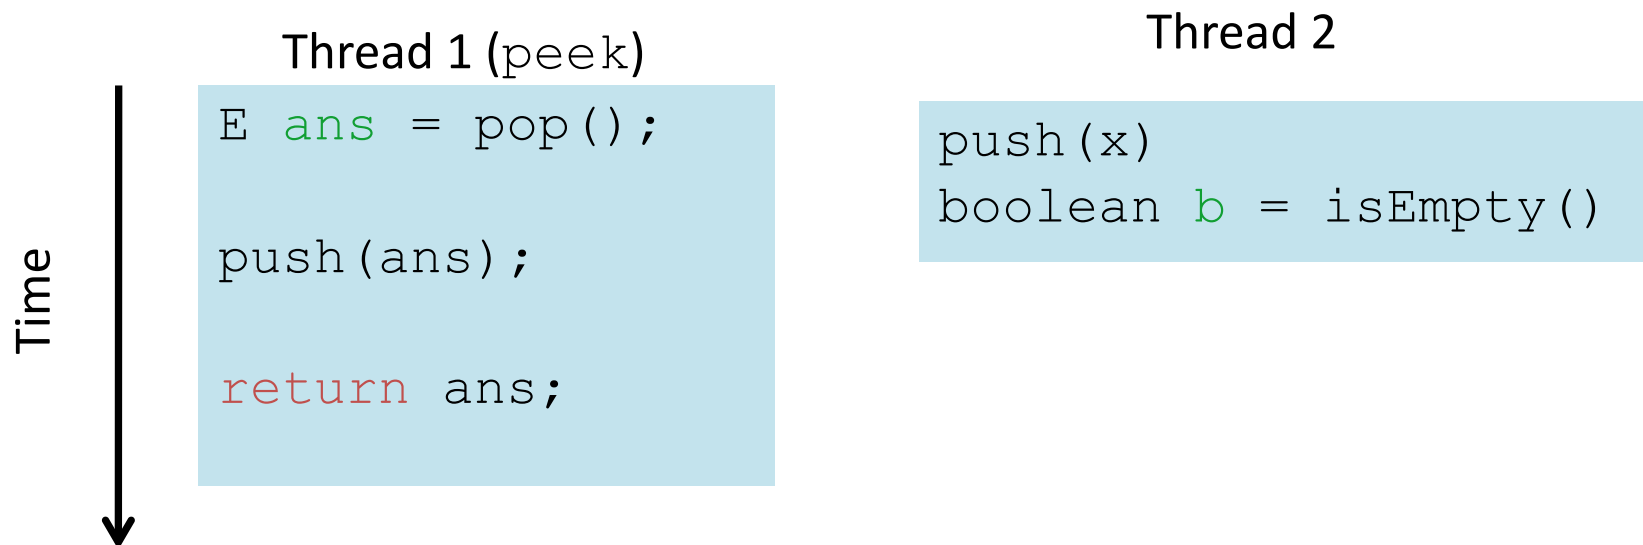 Time
Thread 1 (peek)
E ans = pop();
push(ans);
return ans;
Thread 2
push(x)
boolean b = isEmpty()